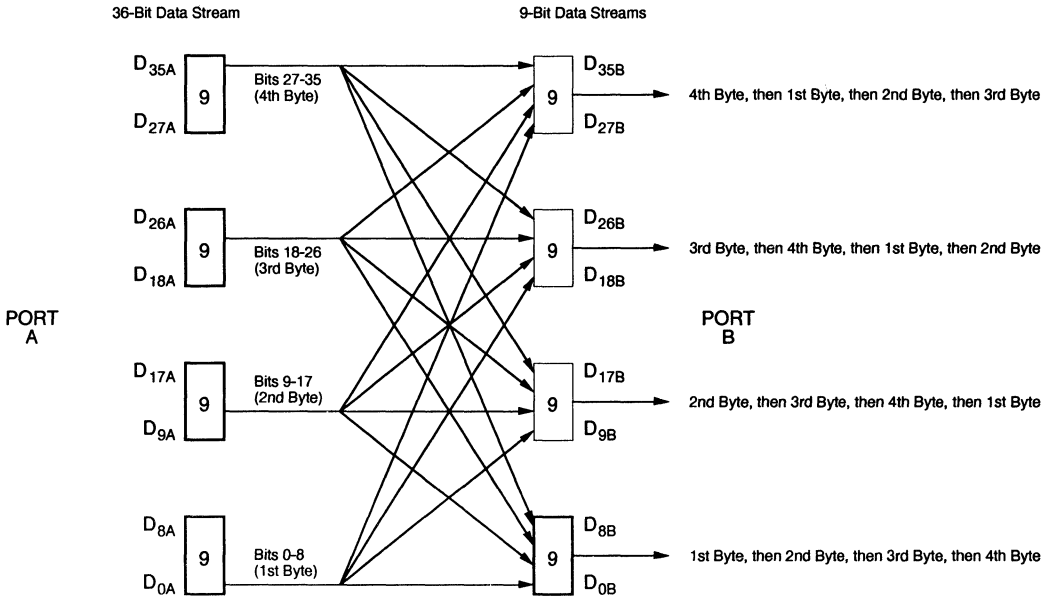 36-Bit Data Stream
9-Bit Data Streams
D35A
9
D27A
Bits 27-35
(4th Byte)
D35B
9
D27B
4th Byte, then 1st Byte, then 2nd Byte, then 3rd Byte
D26A
9
D18A
Bits 18-26
(3rd Byte)
D26B
9
D18B
3rd Byte, then 4th Byte, then 1st Byte, then 2nd Byte
PORT
A
PORT
B
D17A
9
D9A
Bits 9-17
(2nd Byte)
D17B
9
D9B
2nd Byte, then 3rd Byte, then 4th Byte, then 1st Byte
D8A
9
D0A
Bits 0-8
(1st Byte)
D8B
9
D0B
1st Byte, then 2nd Byte, then 3rd Byte, then 4th Byte